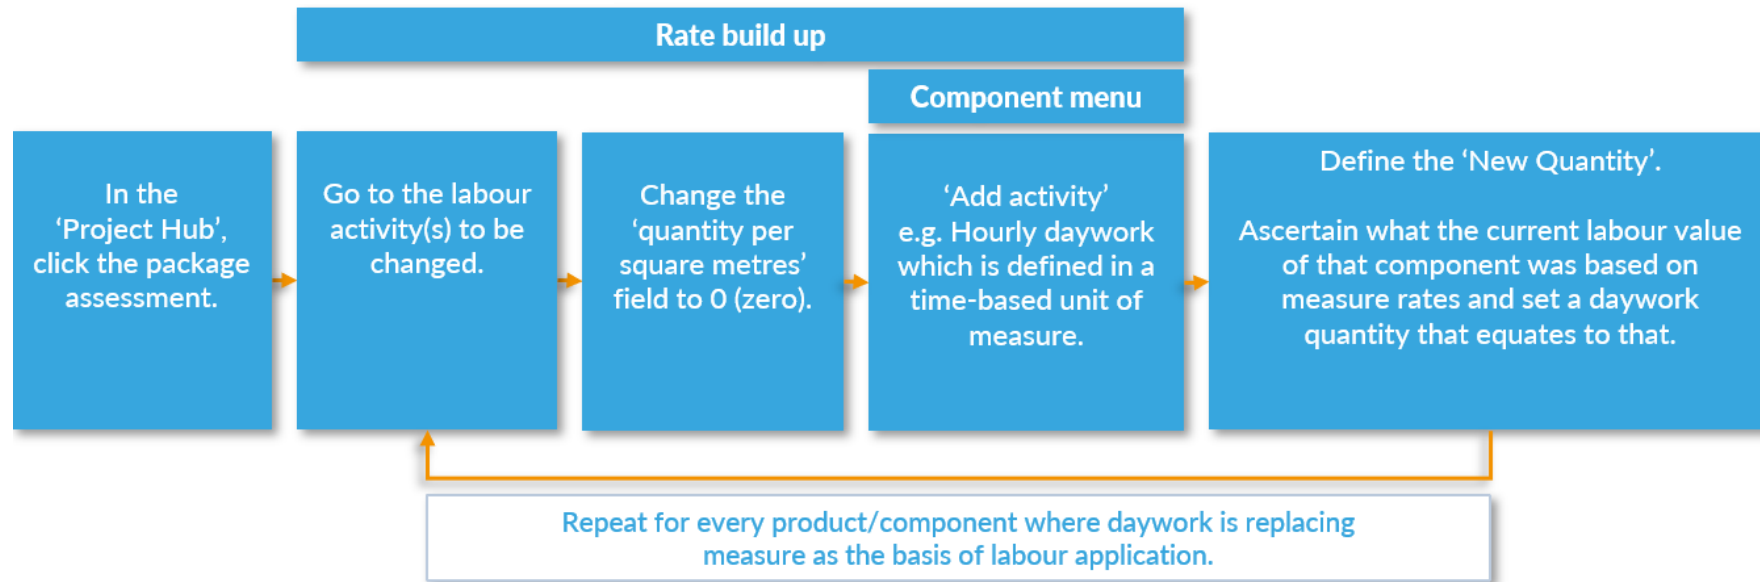 Rate build up
Component menu
In the
‘Project Hub’,
click the package
assessment.
Go to the labour
activity(s) to be
changed.
Change the
‘quantity per
square metres’
field to 0 (zero).
‘Add activity’
e.g. Hourly daywork
which is defined in a
time-based unit of
measure.
Define the ‘New Quantity’.
Ascertain what the current labour value
of that component was based on
measure rates and set a daywork
quantity that equates to that.
Repeat for every product/component where daywork is replacing
measure as the basis of labour application.